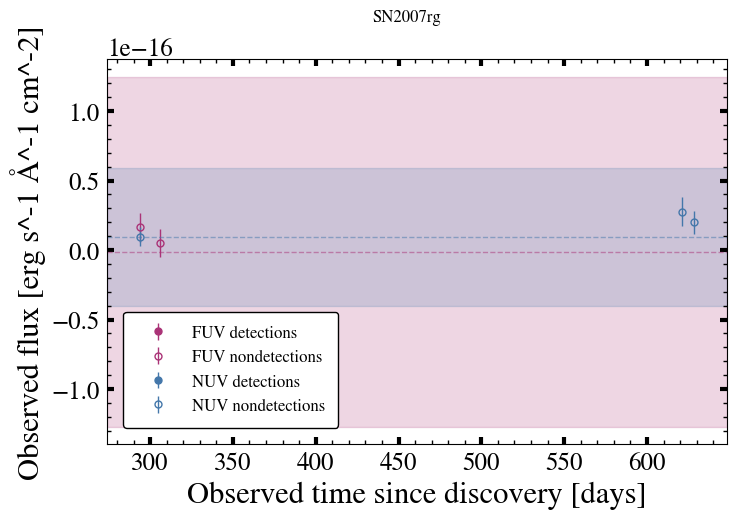 SN2007rg
1e−16
Observed flux [erg s^-1 Å^-1 cm^-2]
1.0
0.5
0.0
−0.5
−1.0
FUV detections
FUV nondetections
NUV detections
NUV nondetections
300 350 400 450 500 550 600
Observed time since discovery [days]